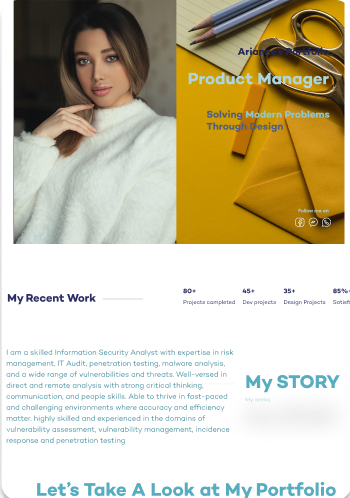 Product Manager
Solving Modern Problems
Through Design
Follow me on
My Recent Work
80+ 45+ 35+ 85%
Projects completed Dev projects Design Projects Satisf
I am a skilled Information Security Analyst with expertise in risk
management, IT Audit, penetration testing, malware analysis,
and a wide range of vulnerabilities and threats. Well-versed in
direct and remote analysis with strong critical thinking,
communication, and people skills. Able to thrive in fast-paced
and challenging environments where accuracy and efficiency
matter. highly skilled and experienced in the domains of
vulnerability assessment, vulnerability management, incidence
response and penetration testing
My STORY
Let's Take A Look at My Portfolio